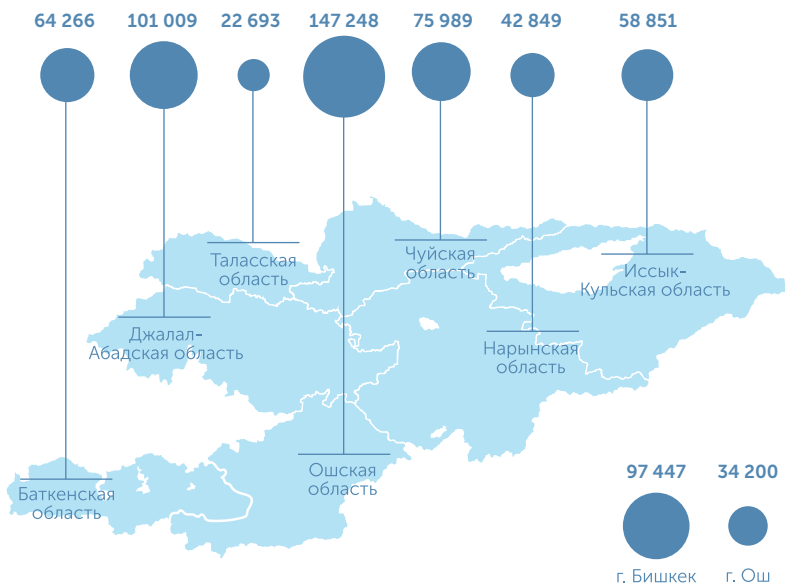 64 266 101 009 22 693 147 248 75 989 42 849 58 851
Таласская
область
Чуйская
область
Иссык-
Кульская область
Джалал-
Абадская область
Нарынская
область
Ошская
область
Баткенская
область
97 447 34 200
г. Бишкек г. Ош